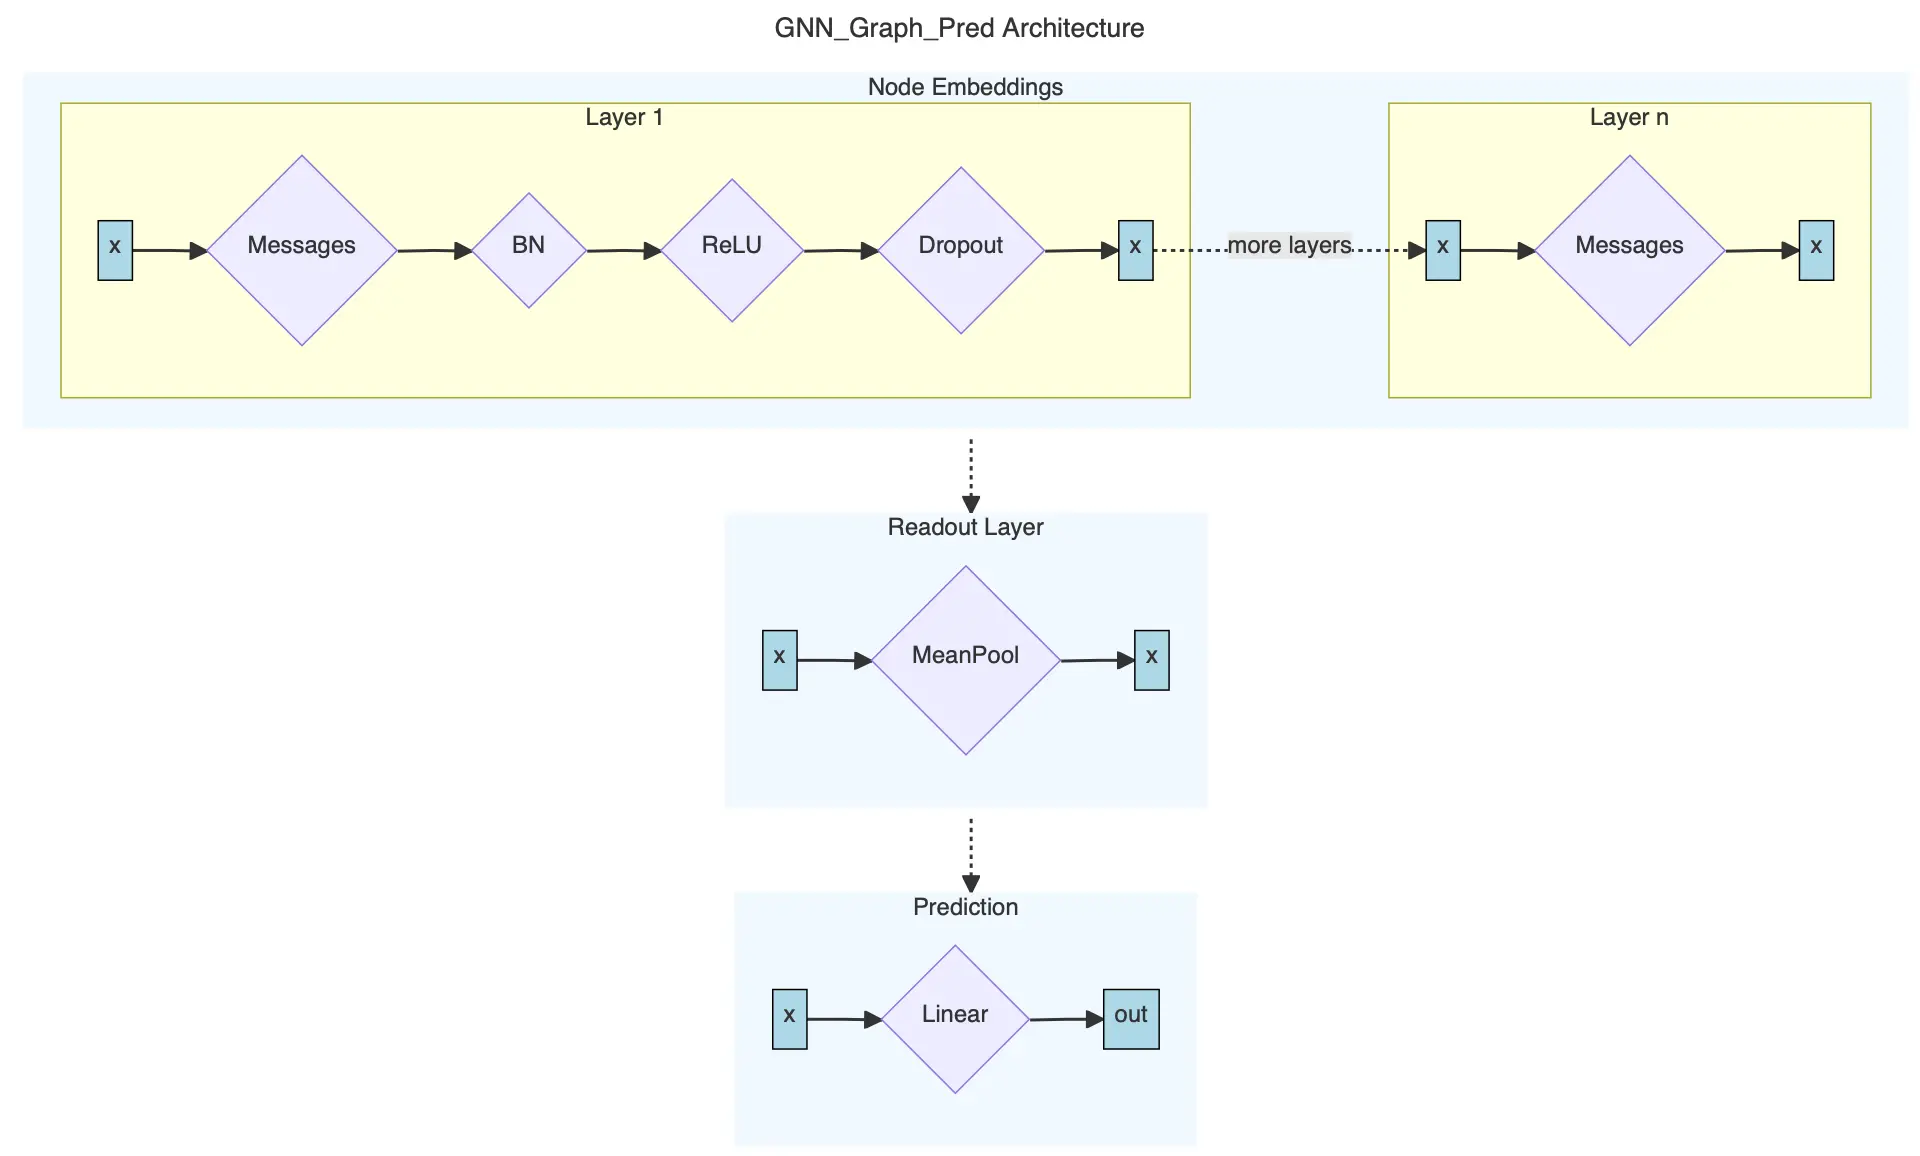 GNN_Graph_Pred Architecture
Node Embeddings
Layer 1
x
Messages
BN
ReLU
Dropout
x
more layers
Layer n
x
Messages
x
Readout Layer
x
MeanPool
x
Prediction
x
Linear
out